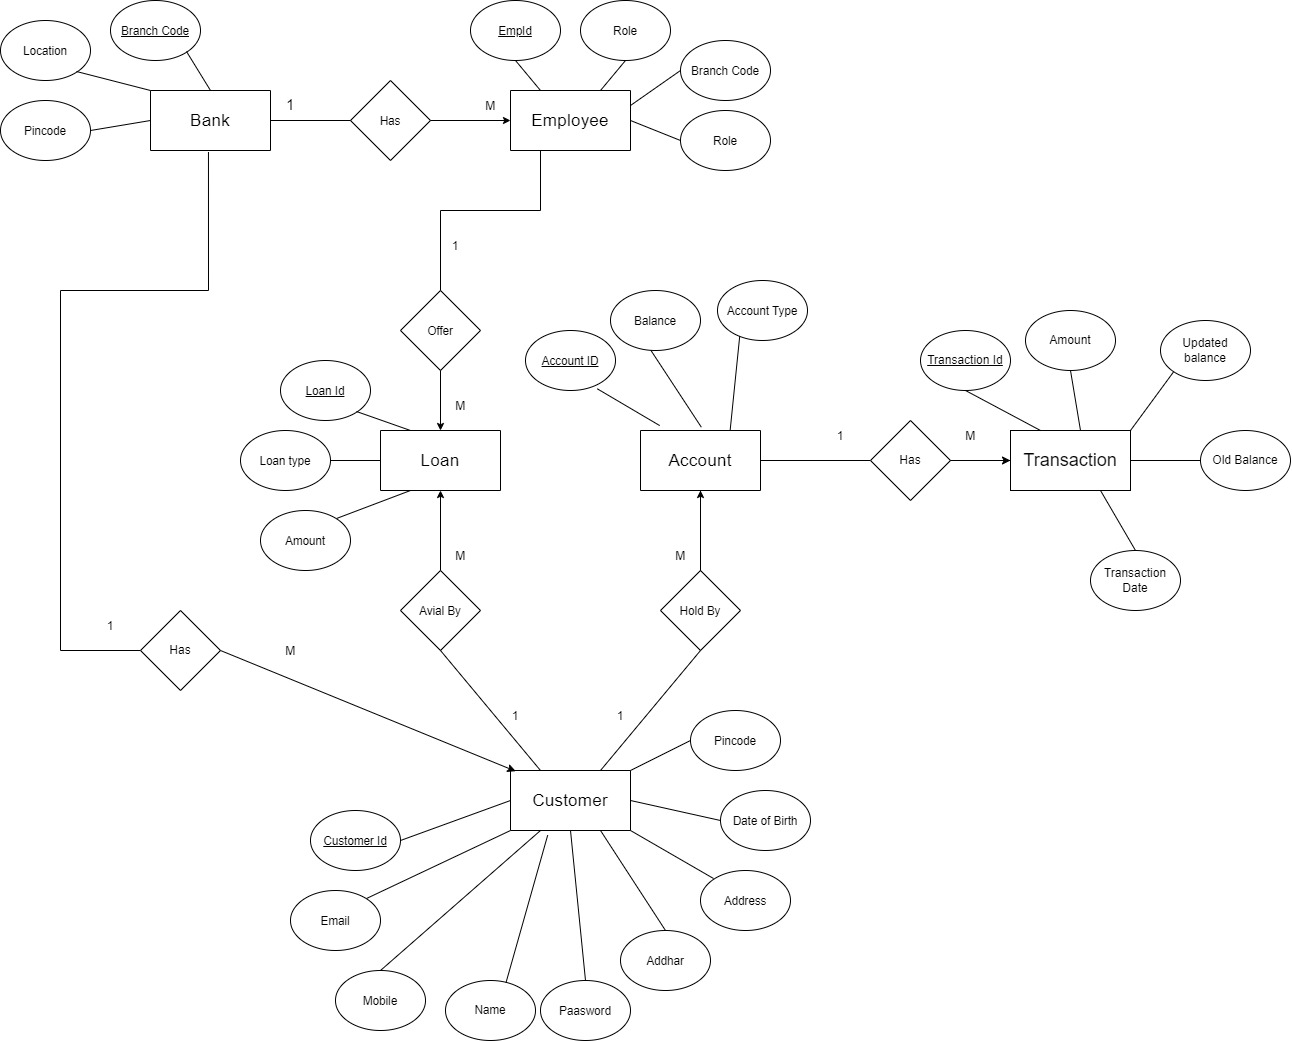 Branch Code
EmpId
Role
Location
Branch Code
Pincode
Bank
1
Has
M
Employee
Role
1
Offer
Account Type
Balance
Amount
Updated
balance
Account ID
Transaction Id
Loan Id
M
Loan type
Loan
Account
1
Has
M
Transaction
Old Balance
Amount
M
M
Transaction
Date
Avial By
Hold By
1
Has
M
1
1
Pincode
Customer
Date of Birth
Customer Id
Address
Email
Addhar
Mobile
Name
Paasword